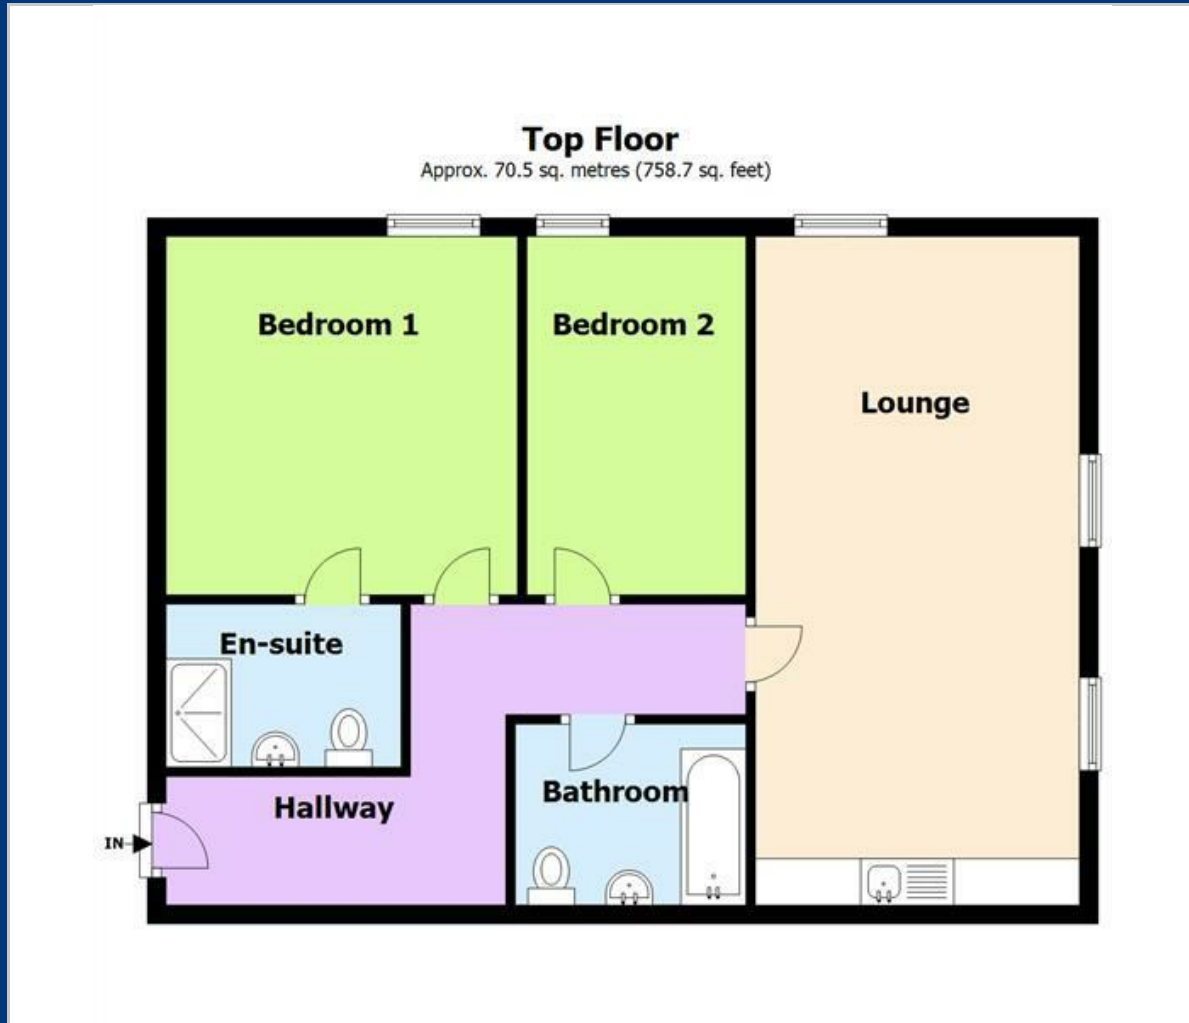 Top Floor
Approx. 70.5 sq. metres (758.7 sq. feet)
Bedroom 1
Bedroom 2
Lounge
En-suite
Bathroom
Hallway
IN